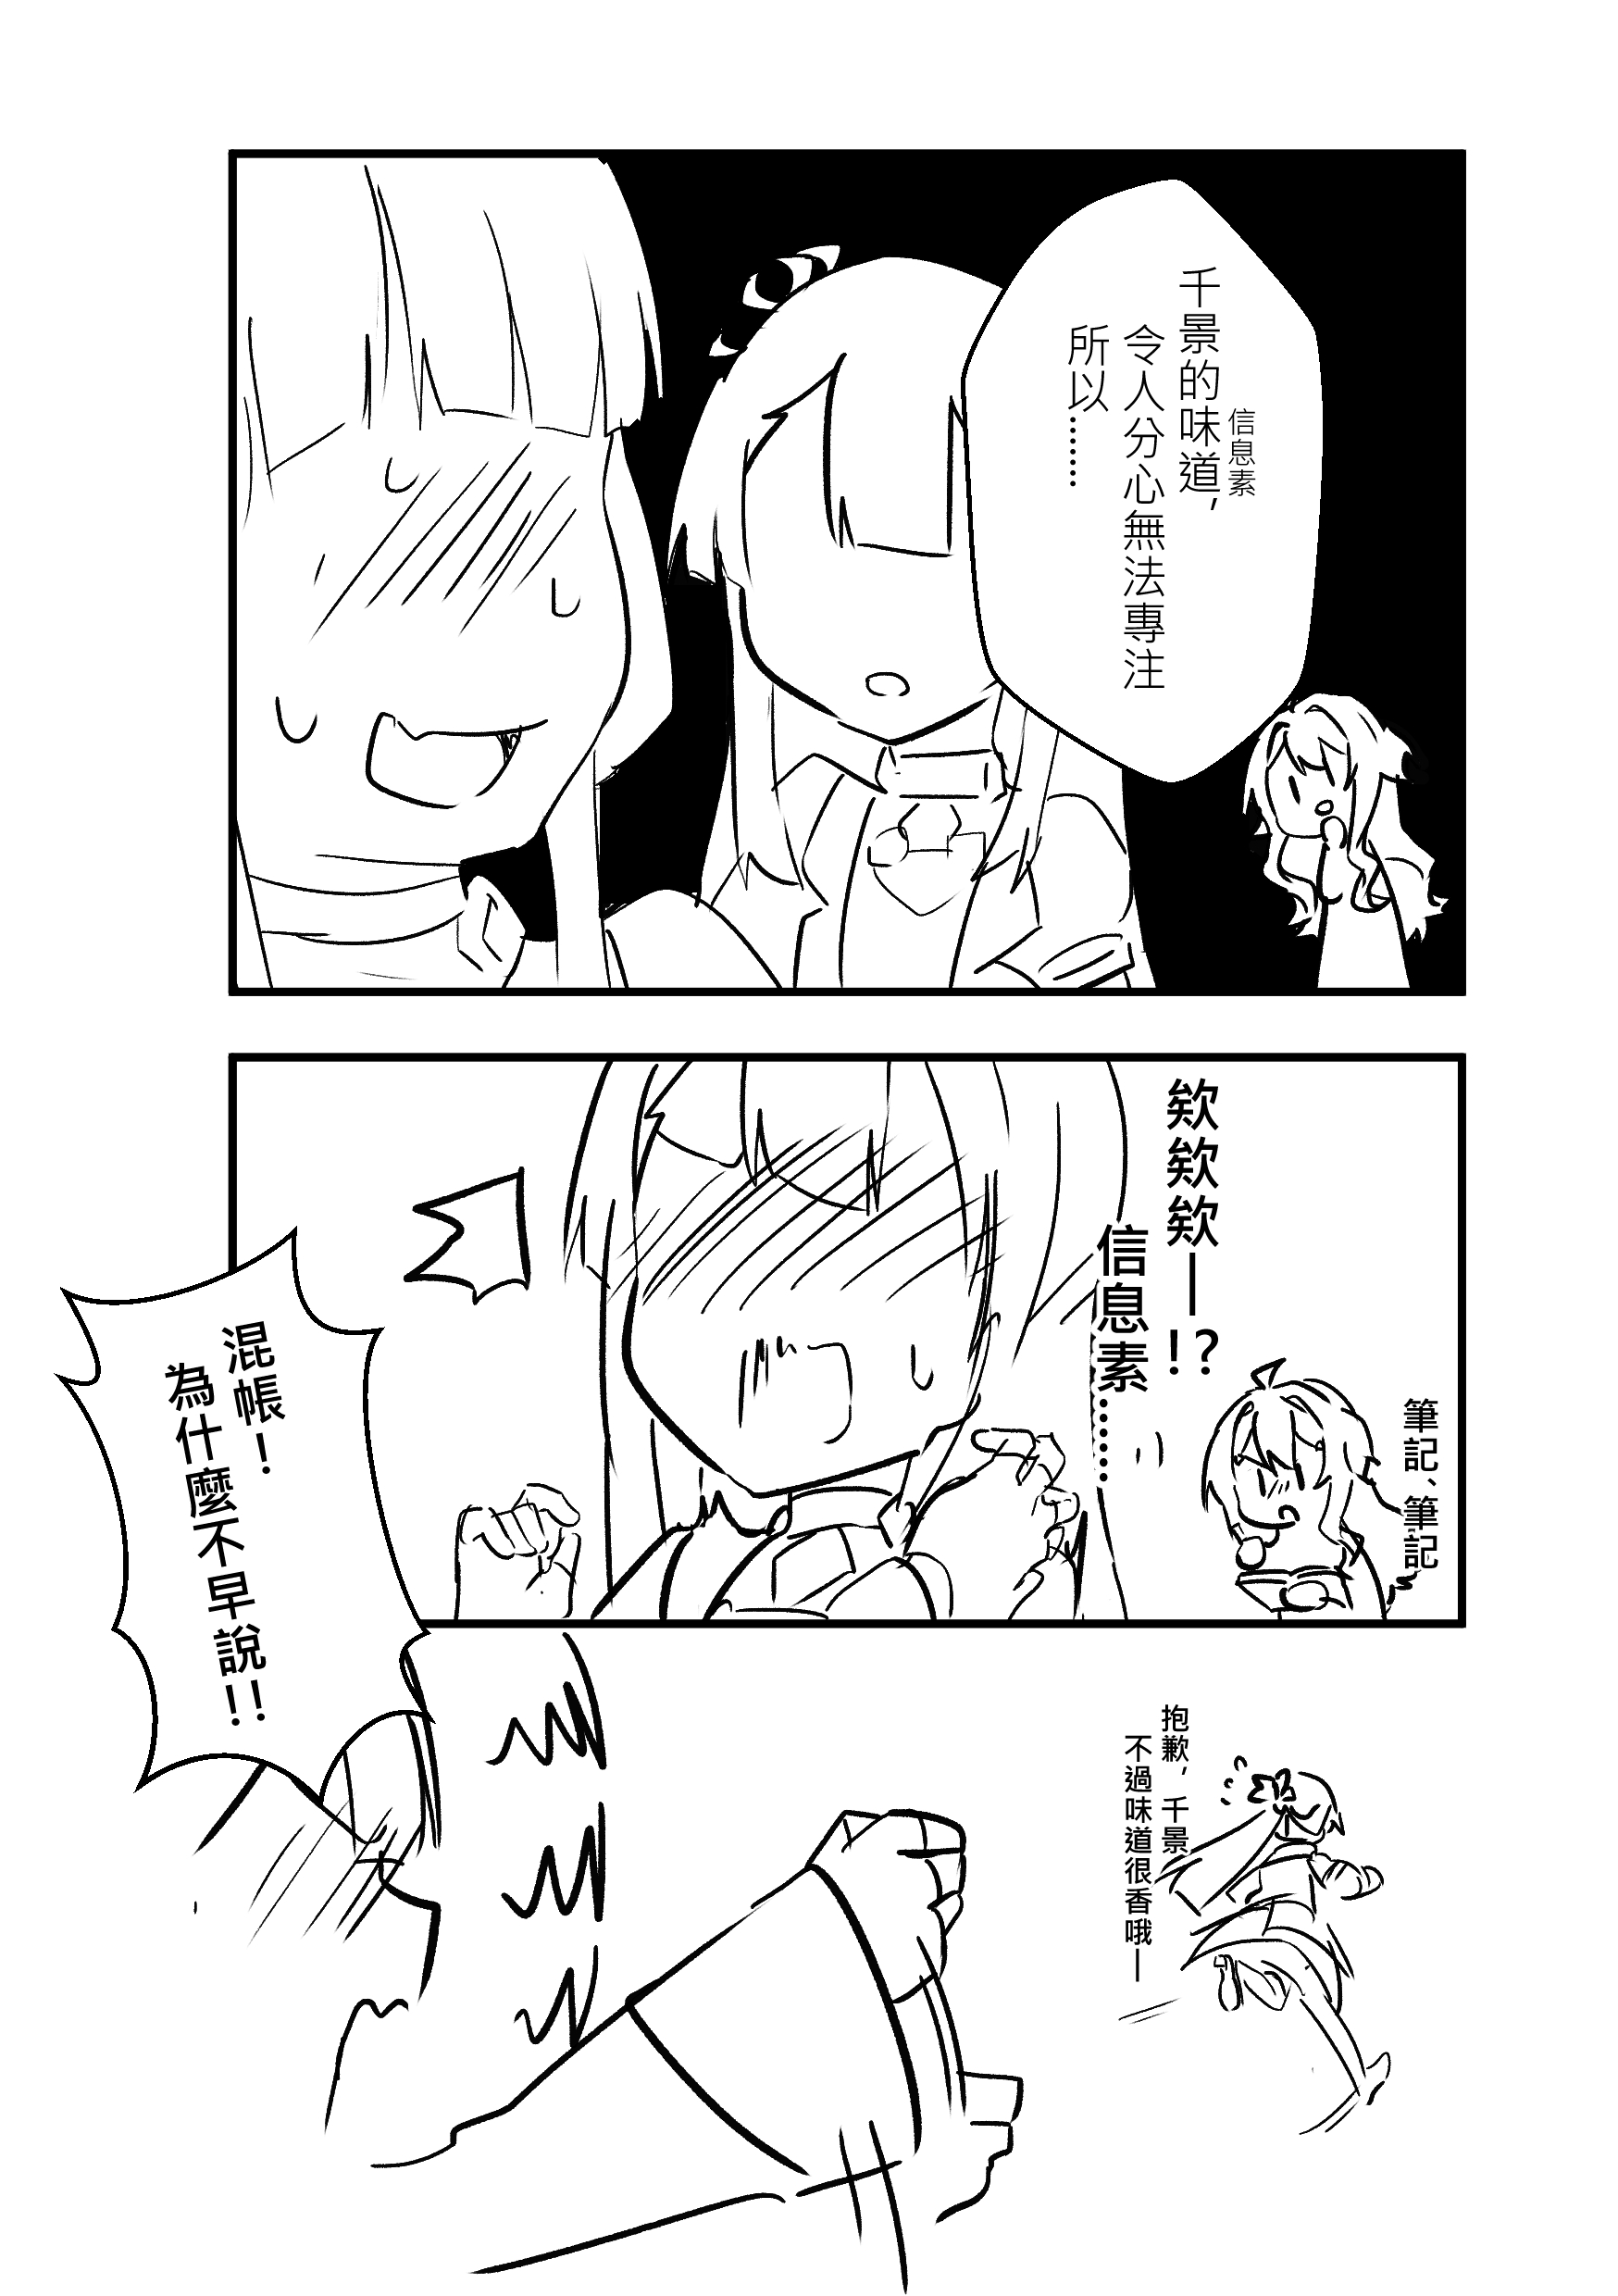 千景的味道，
信息素
令人分心無法專注
所以………
欸欸欸—!?
信息素………
筆記、筆記
混帳！
為什麼不早說!!
抱歉，千景
不過味道很香哦—